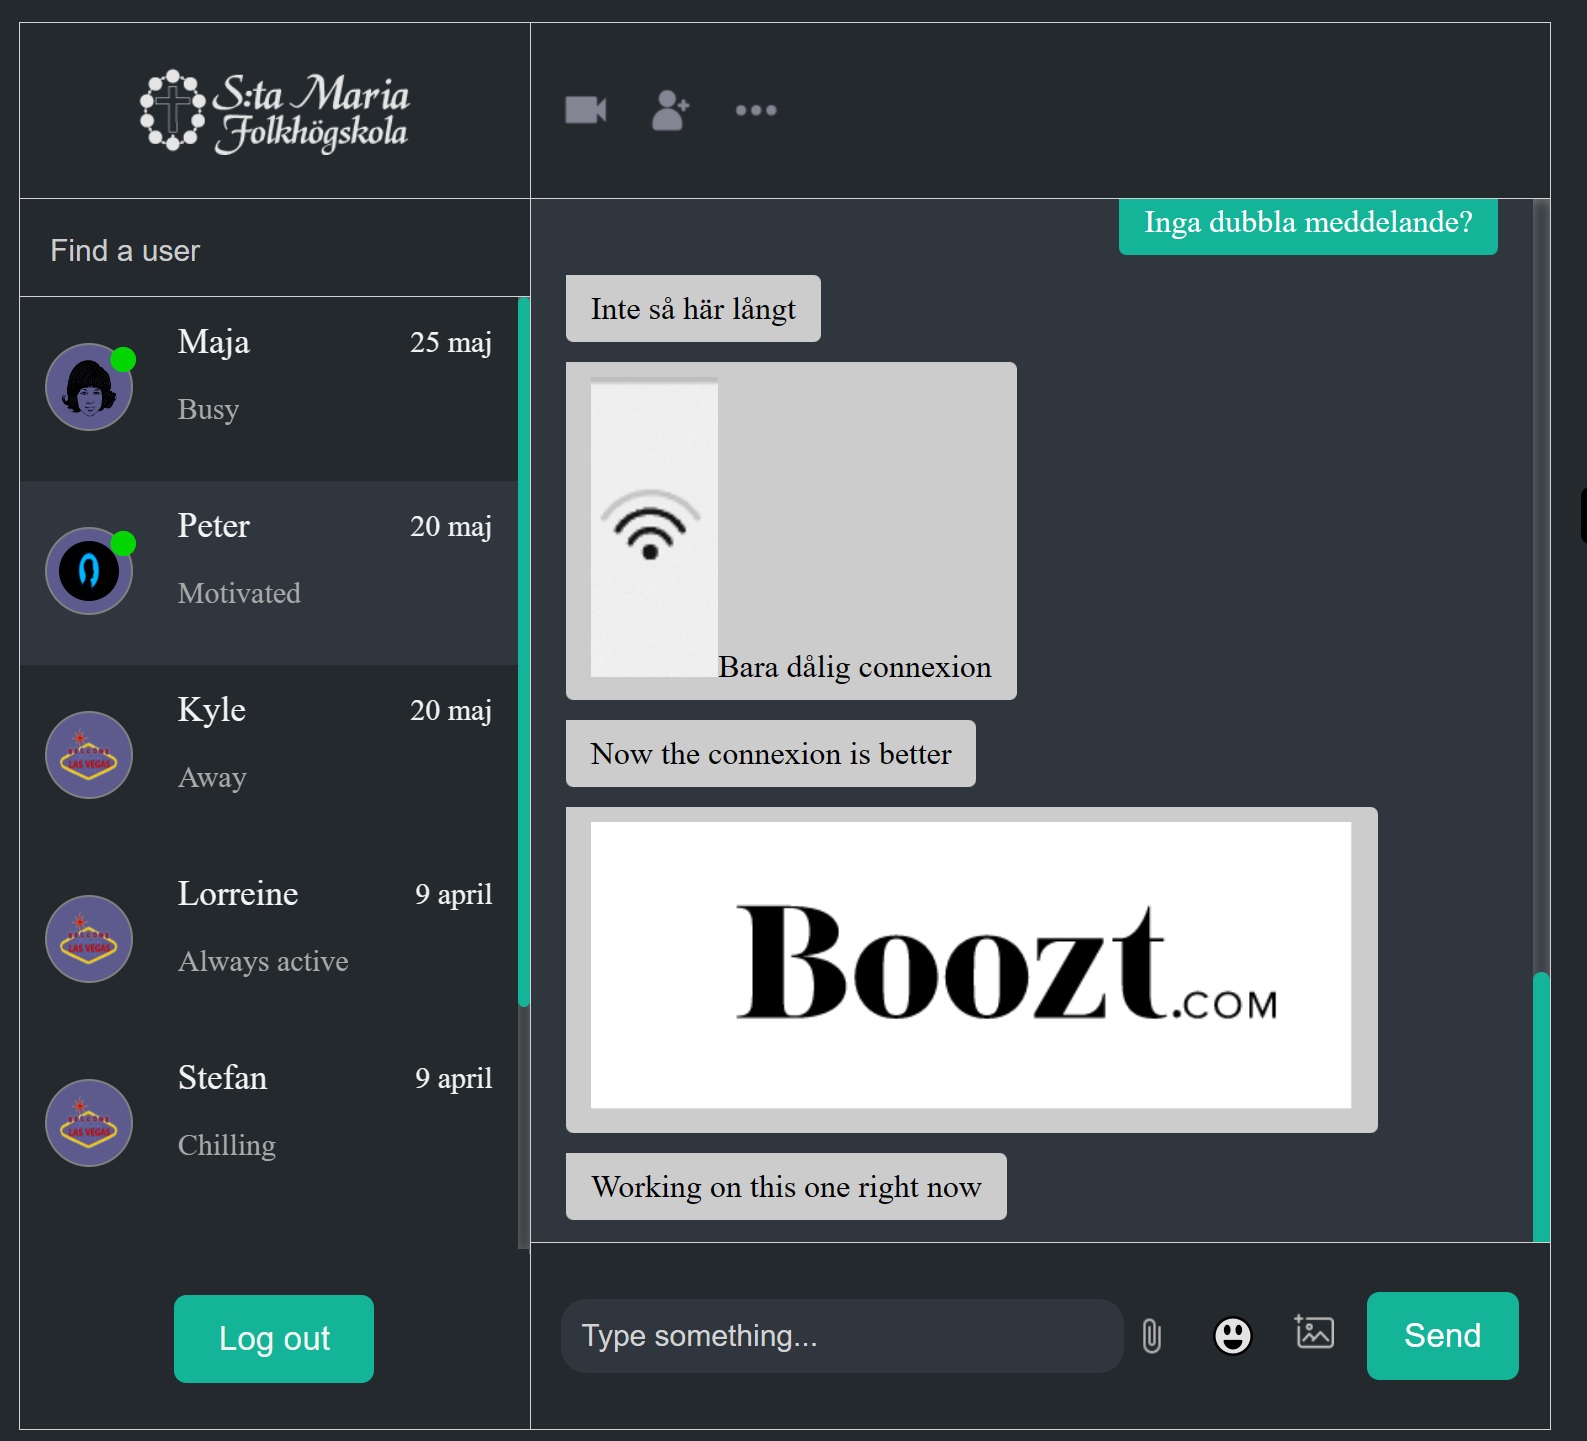 S:ta Maria
Folkhögskola
Find a user
Maja
25 maj
Busy
Peter
20 maj
Motivated
Kyle
20 maj
Away
Lorreine
9 april
Always active
Stefan
9 april
Chilling
Log out
Inga dubbla meddelande?
Inte så här långt
Bara dålig connexion
Now the connexion is better
Boozt.COM
Working on this one right now
Type something...
Send